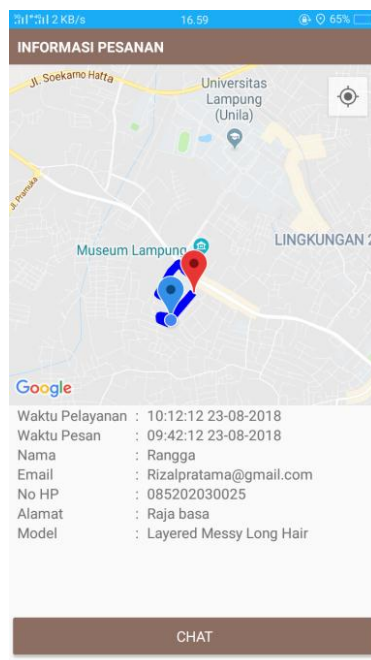 2 KB/s 16.59 65%
INFORMASI PESANAN
Jl. Soekarno Hatta
Universitas
Lampung
(Unila)
Jl. Pramuka
LINGKUNGAN 2
Museum Lampung
Google
Waktu Pelayanan : 10:12:12 23-08-2018
Waktu Pesan : 09:42:12 23-08-2018
Nama : Rangga
Email : Rizalpratama@gmail.com
No HP : 085202030025
Alamat : Raja basa
Model : Layered Messy Long Hair
CHAT